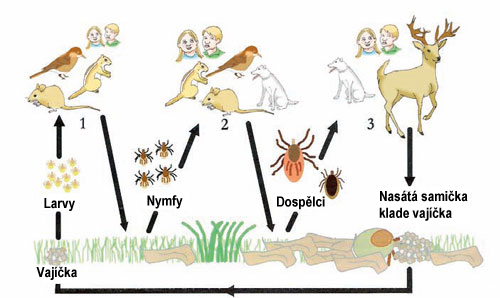 1
2
3
Larvy
Nymfy
Dospělci
Nasátá samička
klade vajíčka
Vajíčka